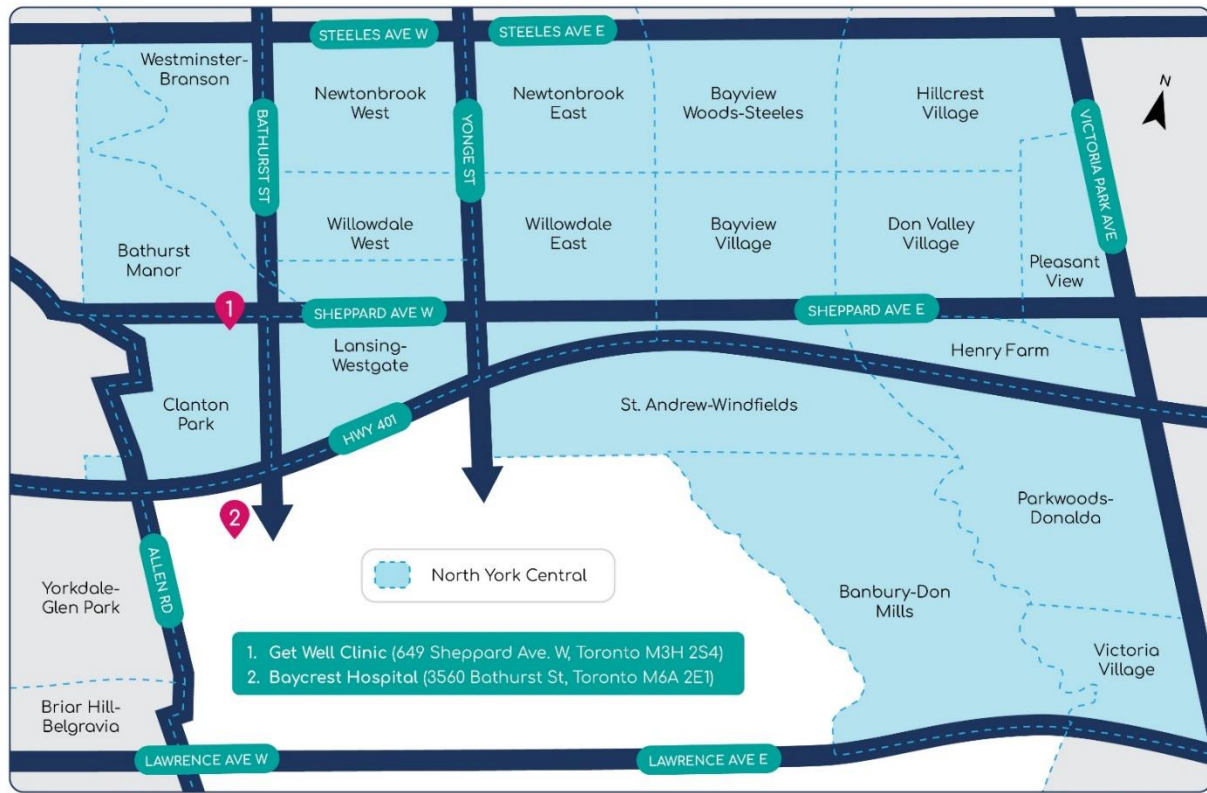 STEELES AVE W
STEELES AVE E
Westminster-
Branson
Newtonbrook
West
Newtonbrook
East
Bayview
Woods-Steeles
Hillcrest
Village
N
BATHURST ST
YONGE ST
VICTORIA PARK AVE
Bathurst
Manor
Willowdale
West
Willowdale
East
Bayview
Village
Don Valley
Village
Pleasant
View
1
SHEPPARD AVE W
SHEPPARD AVE E
Lansing-
Westgate
Henry Farm
Clanton
Park
HWY 401
St. Andrew-Windfields
2
Parkwoods-
Donalda
ALLEN RD
Yorkdale-
Glen Park
North York Central
Banbury-Don
Mills
1. Get Well Clinic (649 Sheppard Ave. W, Toronto M3H 2S4)
2. Baycrest Hospital (3560 Bathurst St, Toronto M6A 2E1)
Victoria
Village
Briar Hill-
Belgravia
LAWRENCE AVE W
LAWRENCE AVE E